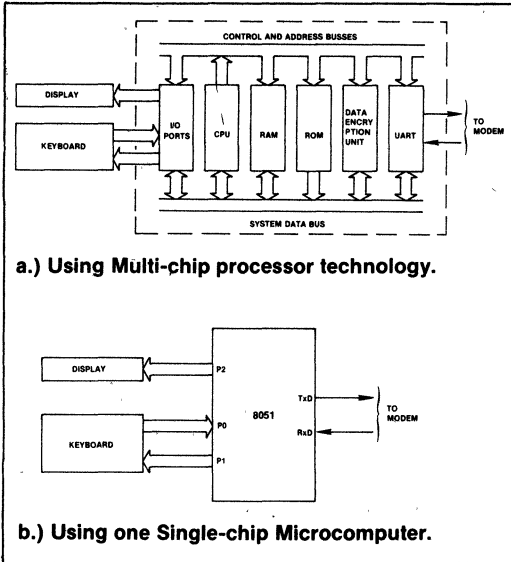 CONTROL AND ADDRESS BUSSES
DISPLAY
KEYBOARD
I/O
PORTS
CPU
RAM
ROM
DATA
ENCRY
PTION
UNIT
UART
TO
MODEM
SYSTEM DATA BUS
a.) Using Multi-chip processor technology.
DISPLAY
KEYBOARD
P2
P0
P1
8051
TxD
RxD
TO
MODEM
b.) Using one Single-chip Microcomputer.